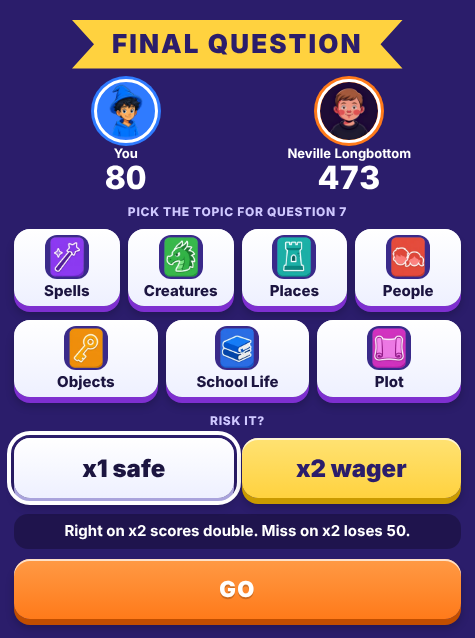 FINAL QUESTION
You
Neville Longbottom
80
473
PICK THE TOPIC FOR QUESTION 7
Spells
Creatures
Places
People
Objects
School Life
Plot
RISK IT?
x1 safe
x2 wager
Right on x2 scores double. Miss on x2 loses 50.
GO